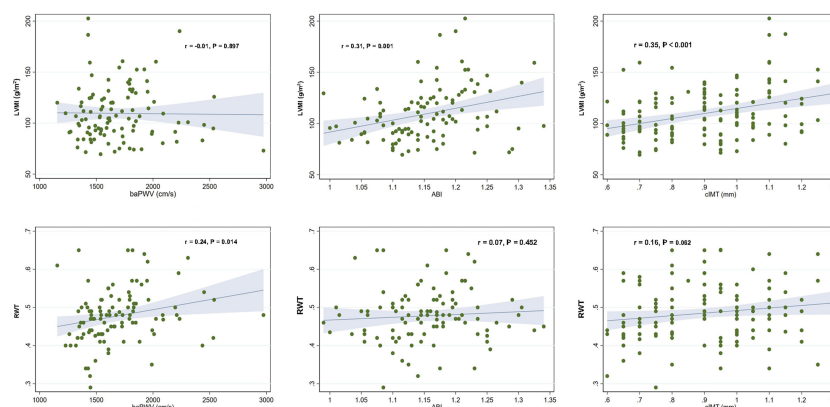 r = -0.01, P = 0.897
LVMI (g/m²)
200
150
100
50
1000 1500 2000 2500 3000
baPWV (cm/s)
r = 0.31, P = 0.001
LVMI (g/m²)
200
150
100
50
1 1.05 1.1 1.15 1.2 1.25 1.3 1.35
ABI
r = 0.35, P < 0.001
LVMI (g/m²)
200
150
100
50
.6 .7 .8 .9 1 1.1 1.2
cIMT (mm)
r = 0.24, P = 0.014
RWT
.7
.6
.5
.4
.3
1000 1500 2000 2500 3000
baPWV (cm/s)
r = 0.07, P = 0.452
RWT
.7
.6
.5
.4
.3
1 1.05 1.1 1.15 1.2 1.25 1.3 1.35
ABI
r = 0.16, P = 0.062
RWT
.7
.6
.5
.4
.3
.6 .7 .8 .9 1 1.1 1.2
cIMT (mm)